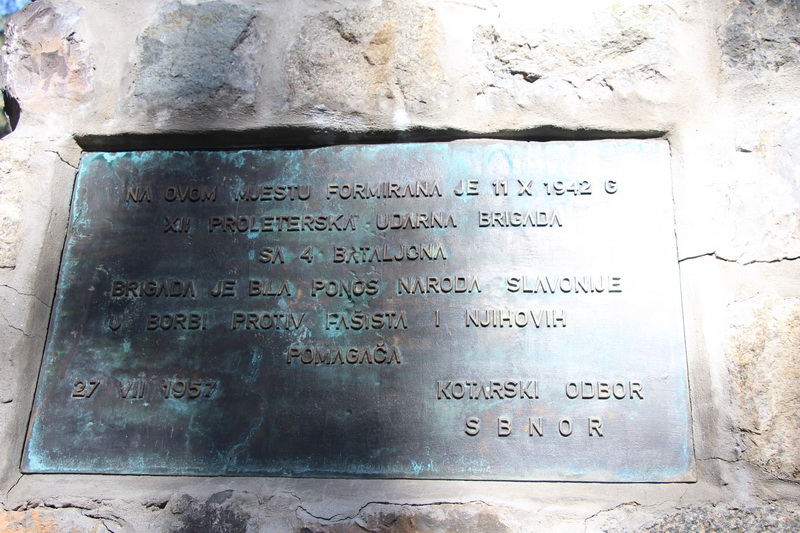 NA OVOM MJESTU FORMIRANA JE 11 X 1942 G
XII PROLETERSKA UDARNA BRIGADA
SA 4 BATALJONA
BRIGADA JE BILA PONOS NARODA SLAVONIJE
U BORBI PROTIV FAŠISTA I NJIHOVIH
POMAGAČA
27 VII 1957 KOTARSKI ODBOR
SBNOR